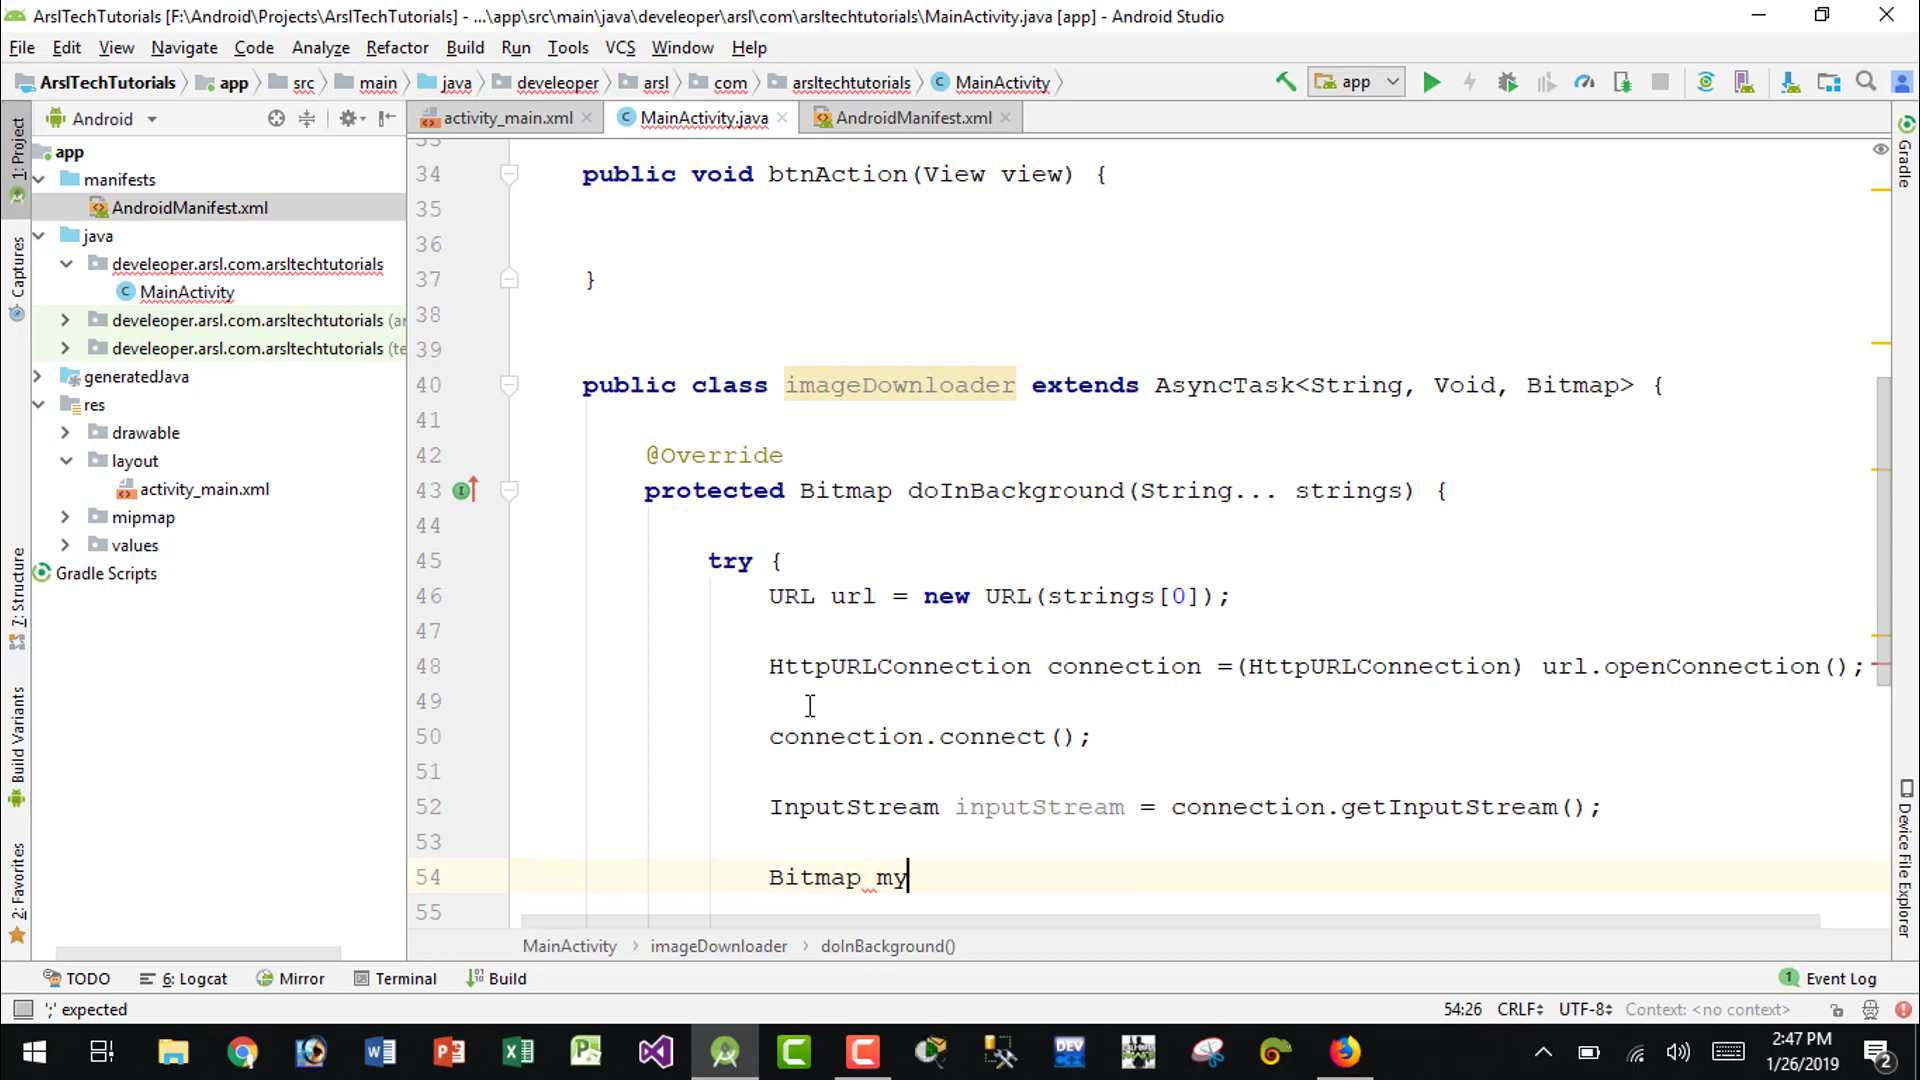 ArslTechTutorials [F:\Android\Projects\ArslTechTutorials] - ...\app\src\main\java\develeoper\arsl\com\arsltechtutorials\MainActivity.java [app] - Android Studio
File Edit View Navigate Code Analyze Refactor Build Run Tools VCS Window Help
ArslTechTutorials app src main java develeoper arsl com arsltechtutorials MainActivity app
Android activity_main.xml MainActivity.java AndroidManifest.xml
1: Project
Captures
7: Structure
Build Variants
2: Favorites
app
manifests
AndroidManifest.xml
java
develeoper.arsl.com.arsltechtutorials
MainActivity
develeoper.arsl.com.arsltechtutorials (ar
develeoper.arsl.com.arsltechtutorials (te
generatedJava
res
drawable
layout
activity_main.xml
mipmap
values
Gradle Scripts
33
34 public void btnAction(View view) {
35
36
37 }
38
39
40 public class imageDownloader extends AsyncTask<String, Void, Bitmap> {
41
42 @Override
43 protected Bitmap doInBackground(String... strings) {
44
45 try {
46 URL url = new URL(strings[0]);
47
48 HttpURLConnection connection =(HttpURLConnection) url.openConnection();
49
50 connection.connect();
51
52 InputStream inputStream = connection.getInputStream();
53
54 Bitmap my
55
Gradle
Device File Explorer
MainActivity imageDownloader doInBackground()
TODO 6: Logcat Mirror Terminal Build 1 Event Log
';' expected 54:26 CRLF UTF-8 Context: <no context>
2:47 PM
1/26/2019
2